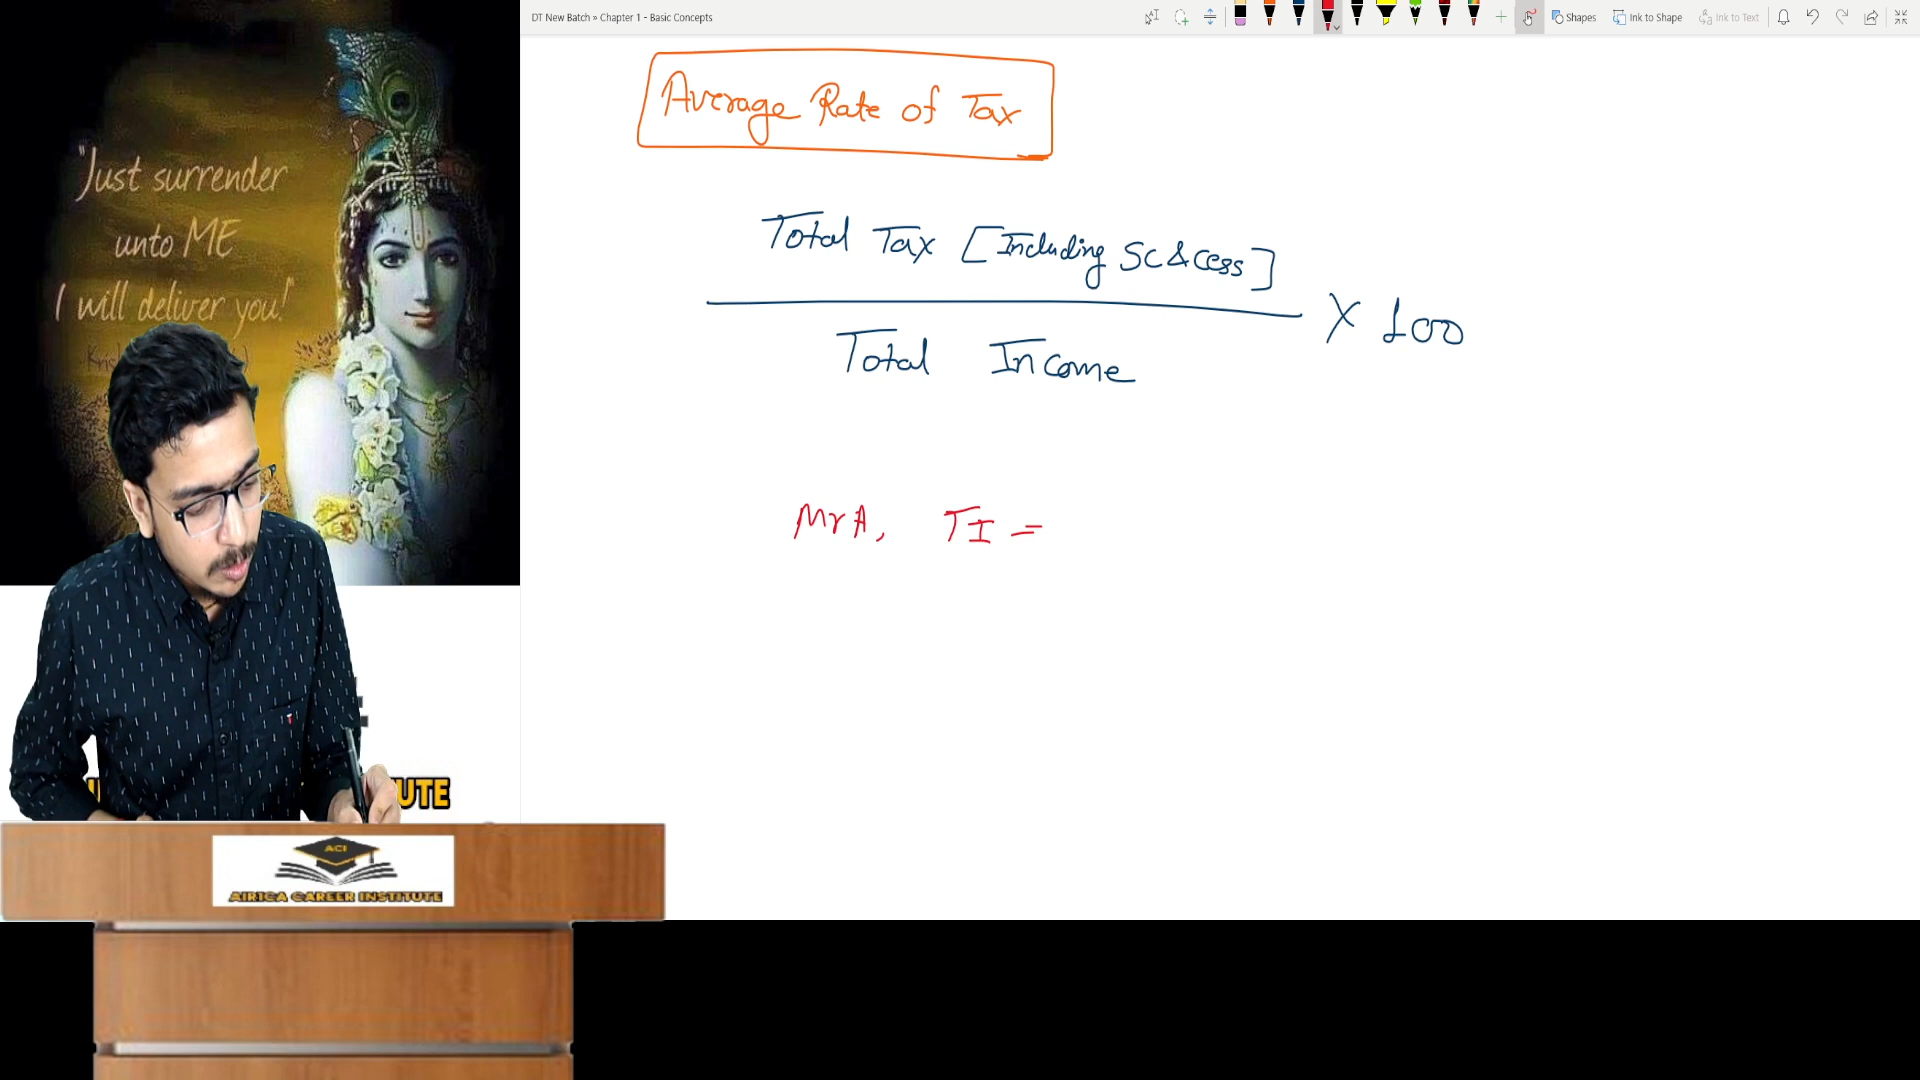 DT New Batch » Chapter 1 - Basic Concepts
Shapes
Ink to Shape
Ink to Text
Average Rate of Tax
"Just surrender
unto ME
I will deliver you!"
Total Tax [Including SC & Cess]
Total Income
X 100
Mr A, TI =
UTE
ACI
AIRICA CAREER INSTITUTE